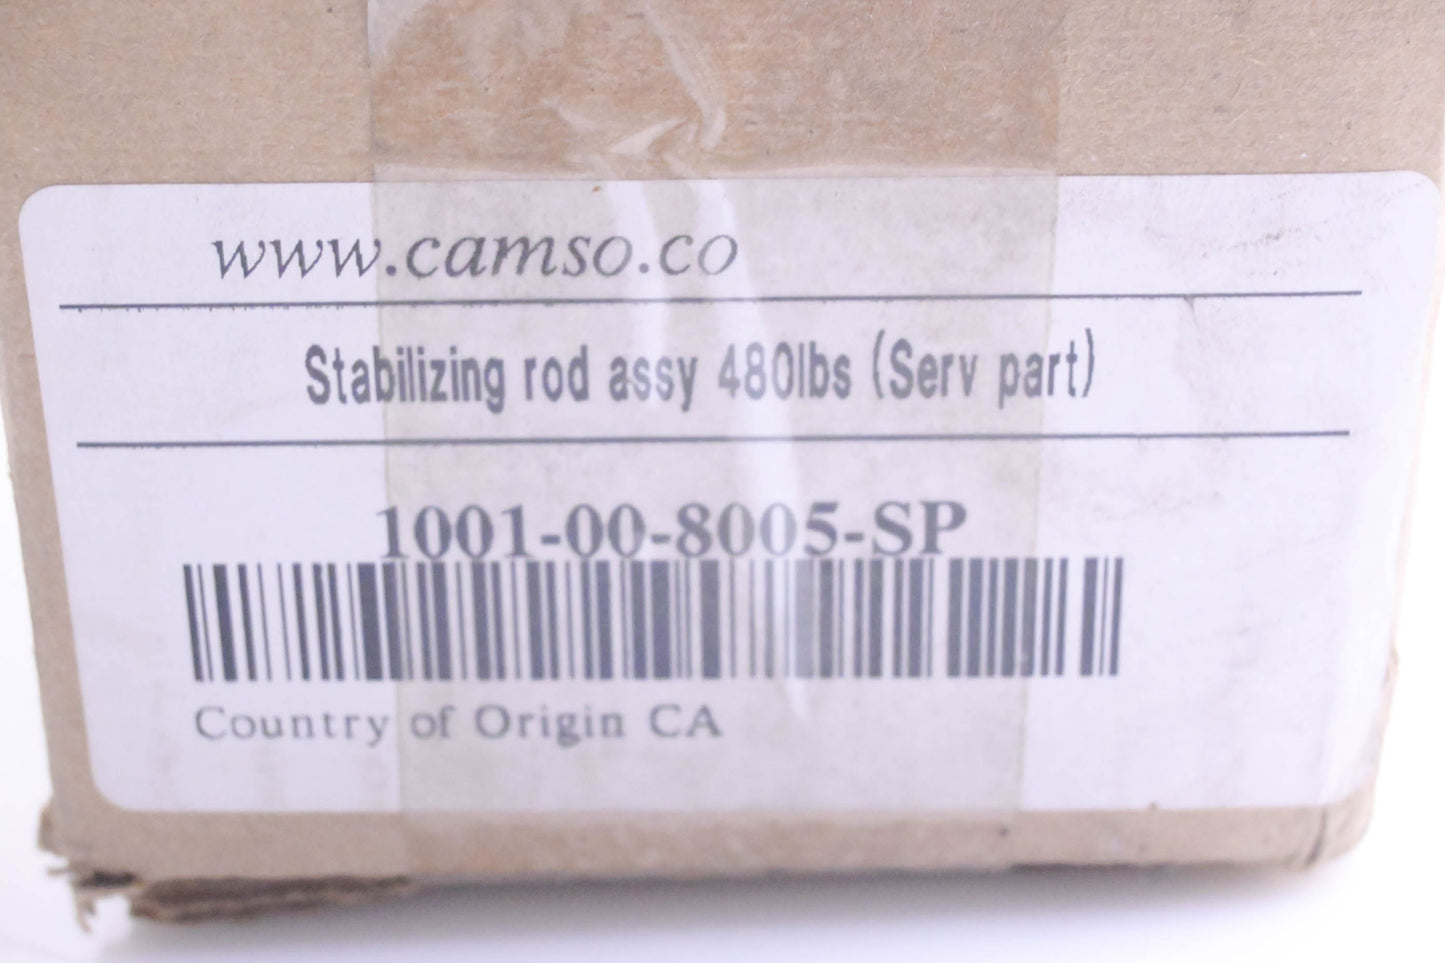 www.camso.co
Stabilizing rod assy 480lbs (Serv part)
1001-00-8005-SP
Country of Origin CA